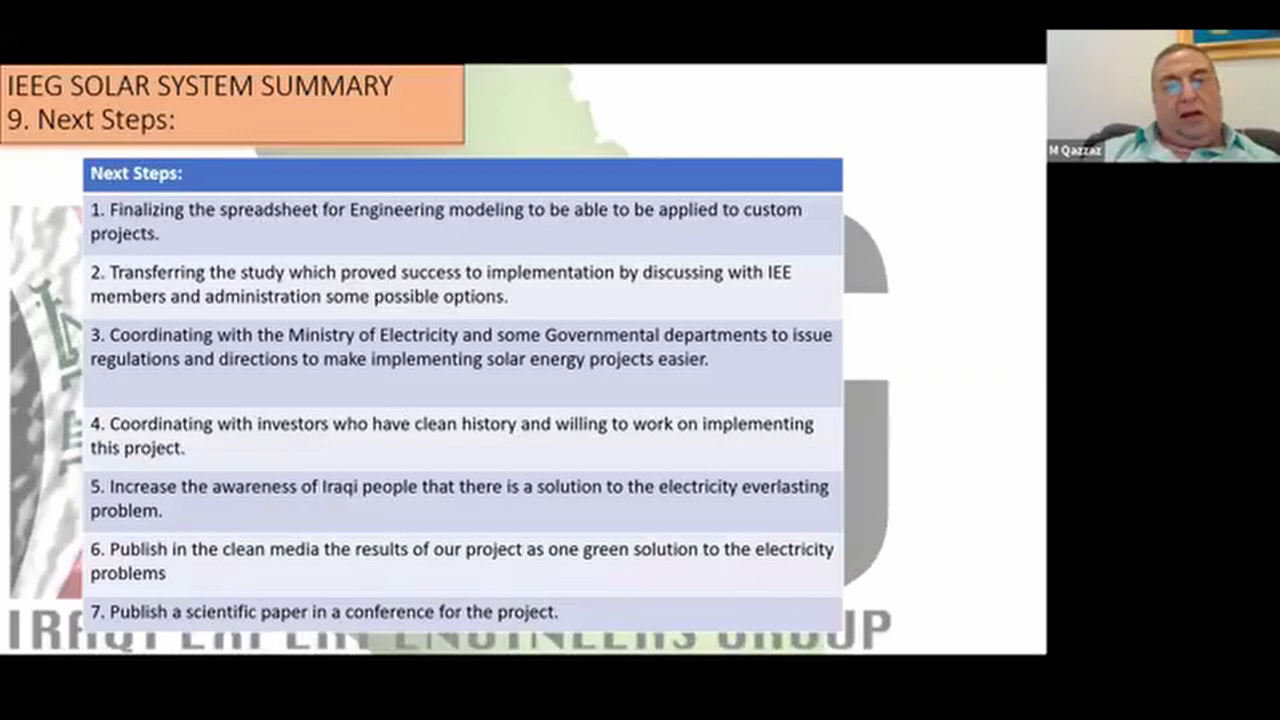 IEEG SOLAR SYSTEM SUMMARY
9. Next Steps:
M Qazzaz
Next Steps:
1. Finalizing the spreadsheet for Engineering modeling to be able to be applied to custom
projects.
2. Transferring the study which proved success to implementation by discussing with IEE
members and administration some possible options.
3. Coordinating with the Ministry of Electricity and some Governmental departments to issue
regulations and directions to make implementing solar energy projects easier.
4. Coordinating with investors who have clean history and willing to work on implementing
this project.
5. Increase the awareness of Iraqi people that there is a solution to the electricity everlasting
problem.
6. Publish in the clean media the results of our project as one green solution to the electricity
problems
7. Publish a scientific paper in a conference for the project.
IRAQI EXPERT ENGINEERS GROUP